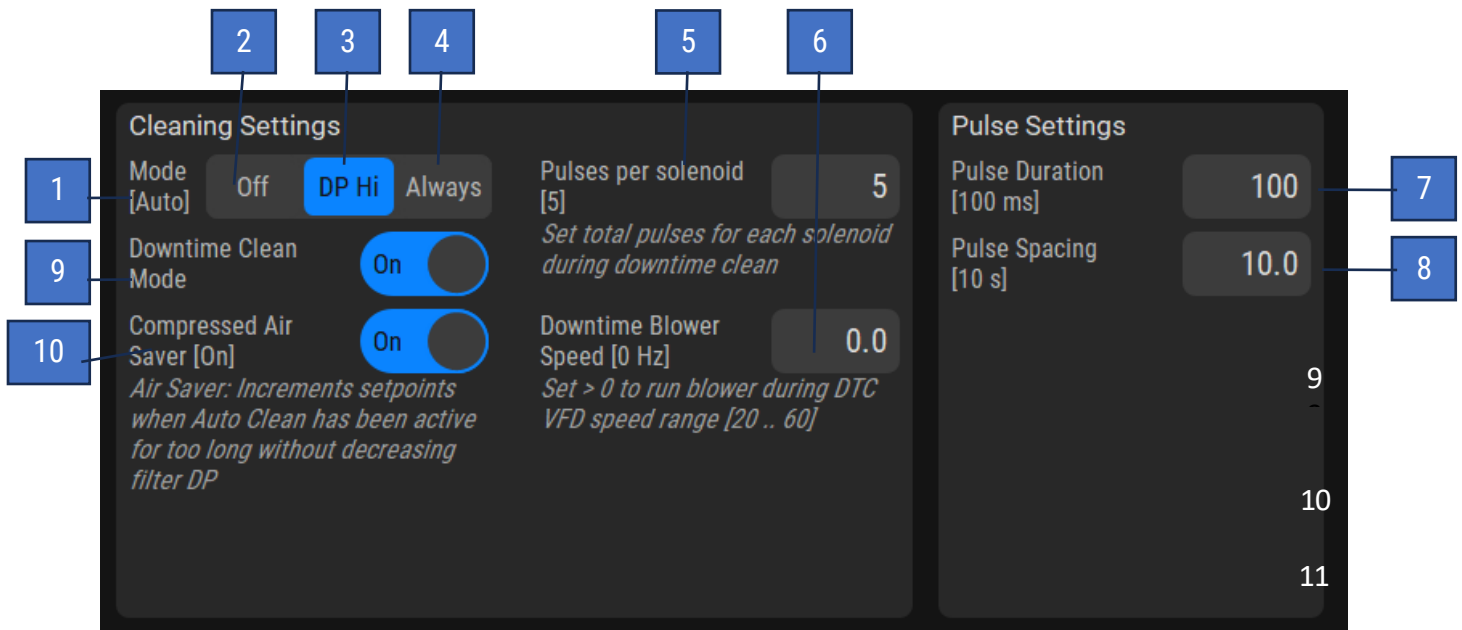 2
3
4
5
6
Cleaning Settings
Mode
[Auto]
Off
DP Hi
Always
1
Downtime Clean
Mode
On
9
Compressed Air
Saver [On]
On
10
Air Saver: Increments setpoints
when Auto Clean has been active
for too long without decreasing
filter DP
Pulses per solenoid
[5]
5
Set total pulses for each solenoid
during downtime clean
Downtime Blower
Speed [0 Hz]
0.0
Set > 0 to run blower during DTC
VFD speed range [20 .. 60]
Pulse Settings
Pulse Duration
[100 ms]
100
7
Pulse Spacing
[10 s]
10.0
8
9
10
11